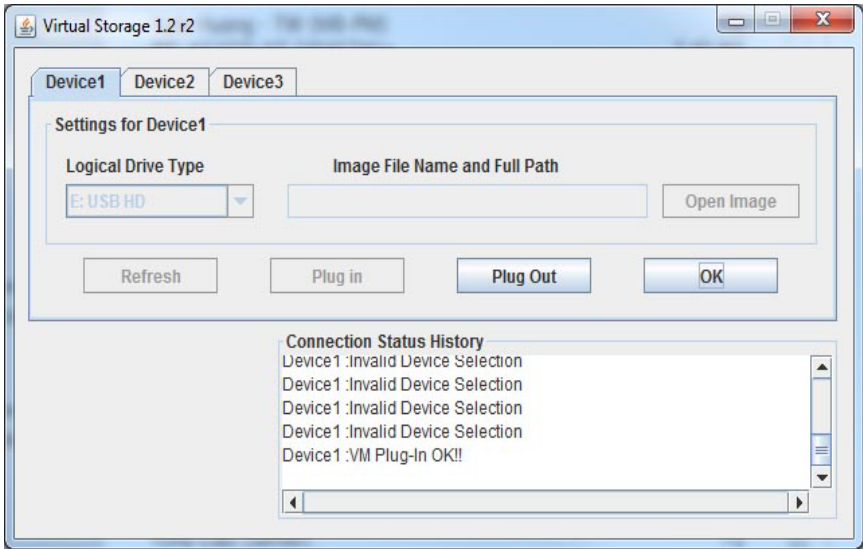 Virtual Storage 1.2 r2
Device1 Device2 Device3
Settings for Device1
Logical Drive Type Image File Name and Full Path
E: USB HD Open Image
Refresh Plug in Plug Out OK
Connection Status History
Device1 :Invalid Device Selection
Device1 :Invalid Device Selection
Device1 :Invalid Device Selection
Device1 :Invalid Device Selection
Device1 :VM Plug-In OK!!